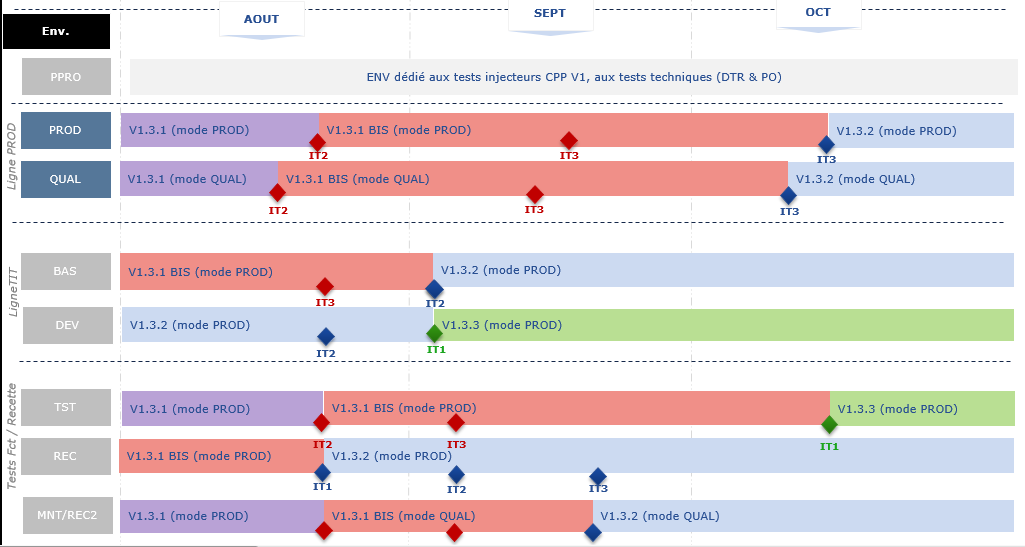 AOUT
SEPT
OCT
Env.
PPRO
ENV dédié aux tests injecteurs CPP V1, aux tests techniques (DTR & PO)
Ligne PROD
PROD
V1.3.1 (mode PROD)
V1.3.1 BIS (mode PROD)
V1.3.2 (mode PROD)
IT2
IT3
IT3
QUAL
V1.3.1 (mode QUAL)
V1.3.1 BIS (mode QUAL)
V1.3.2 (mode QUAL)
IT2
IT3
IT3
LigneTIT
BAS
V1.3.1 BIS (mode PROD)
V1.3.2 (mode PROD)
IT3
IT2
DEV
V1.3.2 (mode PROD)
V1.3.3 (mode PROD)
IT2
IT1
Tests Fct / Recette
TST
V1.3.1 (mode PROD)
V1.3.1 BIS (mode PROD)
V1.3.3 (mode PROD)
IT2
IT3
IT1
REC
V1.3.1 BIS (mode PROD)
V1.3.2 (mode PROD)
IT1
IT2
IT3
MNT/REC2
V1.3.1 (mode PROD)
V1.3.1 BIS (mode QUAL)
V1.3.2 (mode QUAL)